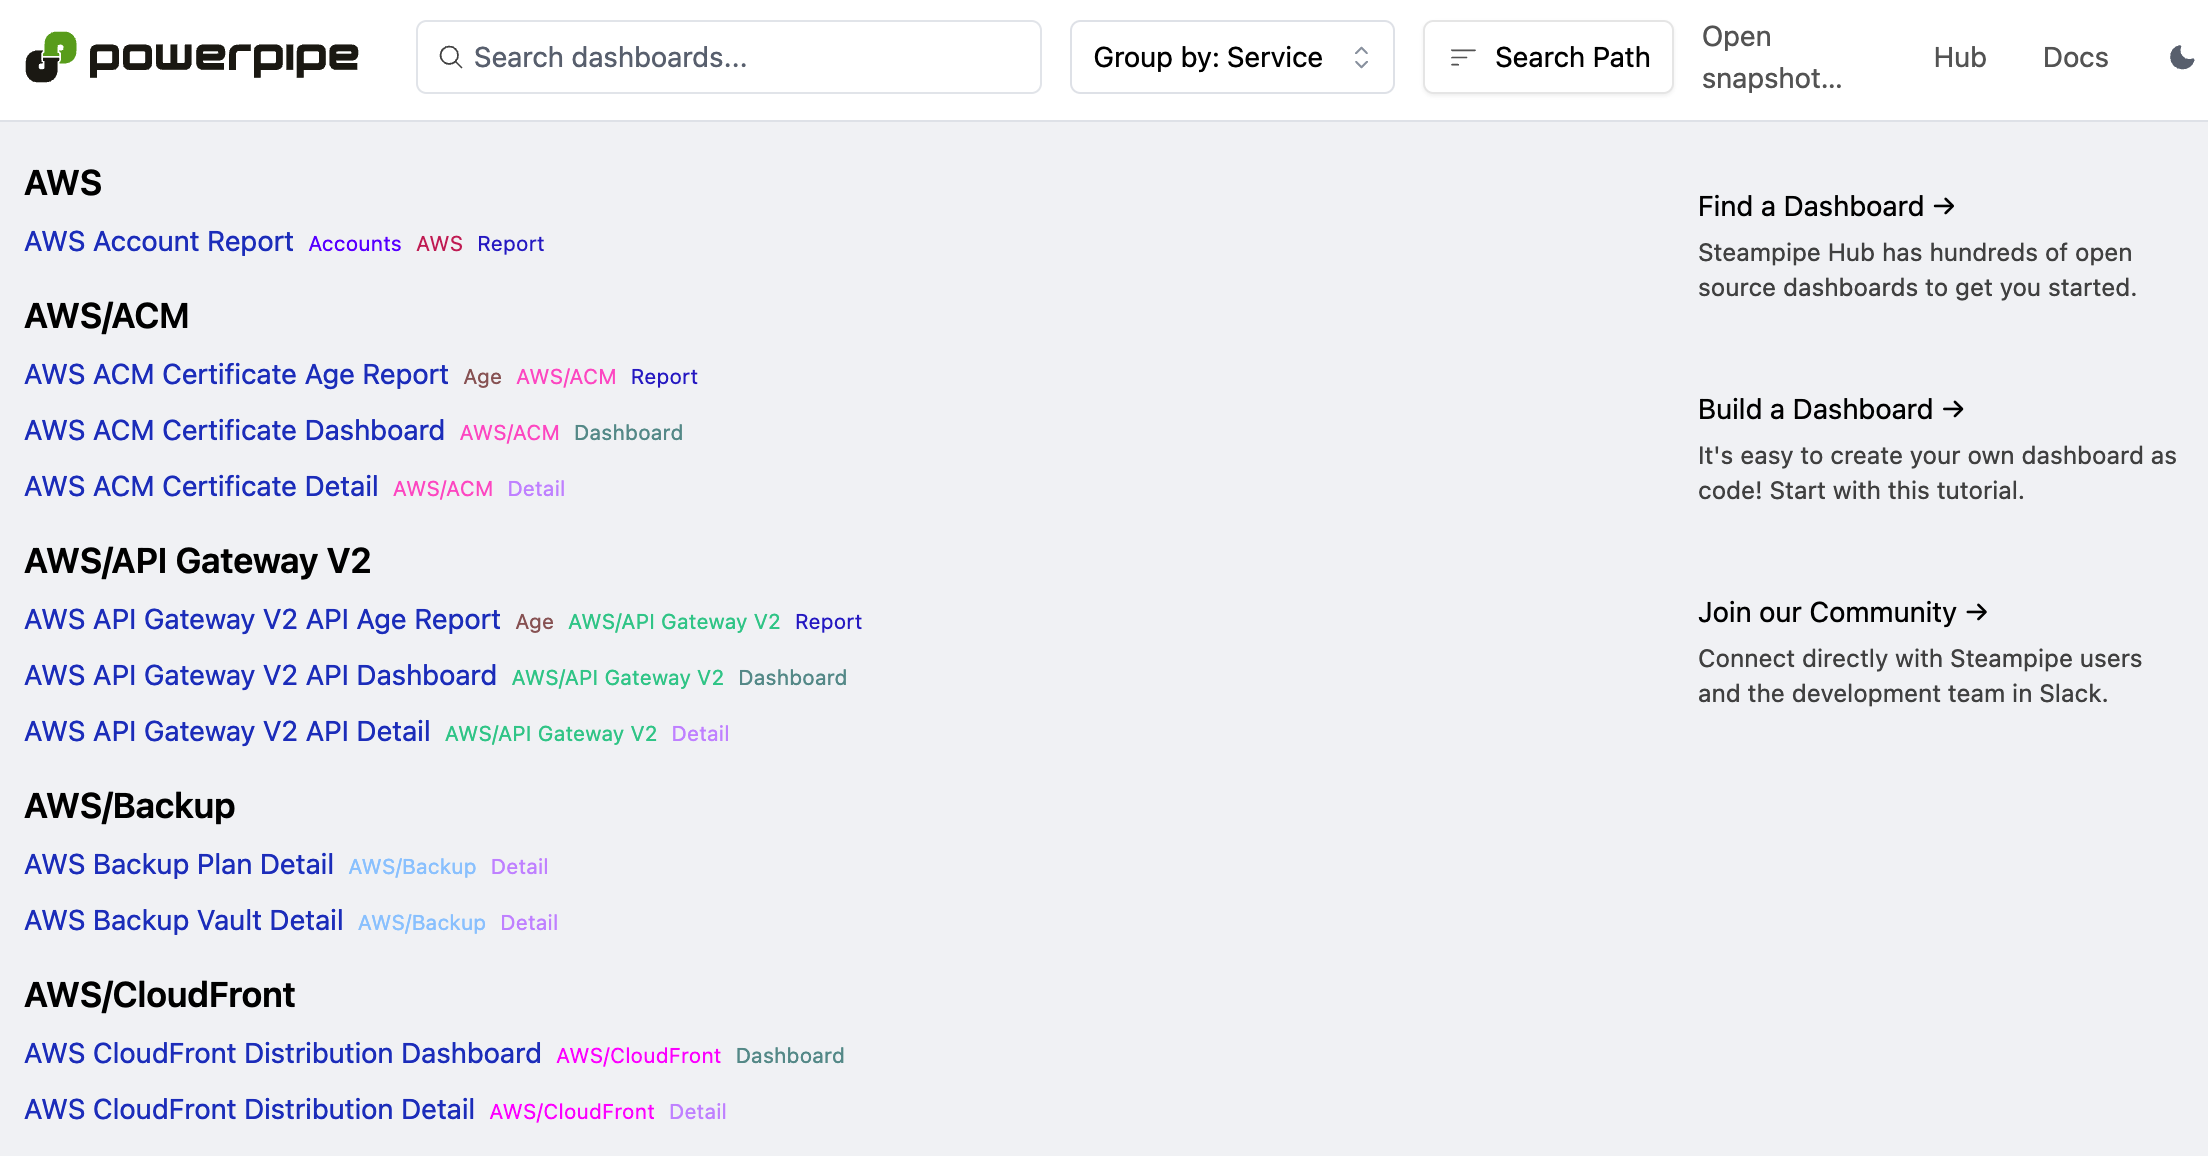 powerpipe
Search dashboards...
Group by: Service
Search Path
Open
snapshot...
Hub
Docs
AWS
AWS Account Report Accounts AWS Report
AWS/ACM
AWS ACM Certificate Age Report Age AWS/ACM Report
AWS ACM Certificate Dashboard AWS/ACM Dashboard
AWS ACM Certificate Detail AWS/ACM Detail
AWS/API Gateway V2
AWS API Gateway V2 API Age Report Age AWS/API Gateway V2 Report
AWS API Gateway V2 API Dashboard AWS/API Gateway V2 Dashboard
AWS API Gateway V2 API Detail AWS/API Gateway V2 Detail
AWS/Backup
AWS Backup Plan Detail AWS/Backup Detail
AWS Backup Vault Detail AWS/Backup Detail
AWS/CloudFront
AWS CloudFront Distribution Dashboard AWS/CloudFront Dashboard
AWS CloudFront Distribution Detail AWS/CloudFront Detail
Find a Dashboard →
Steampipe Hub has hundreds of open
source dashboards to get you started.
Build a Dashboard →
It's easy to create your own dashboard as
code! Start with this tutorial.
Join our Community →
Connect directly with Steampipe users
and the development team in Slack.